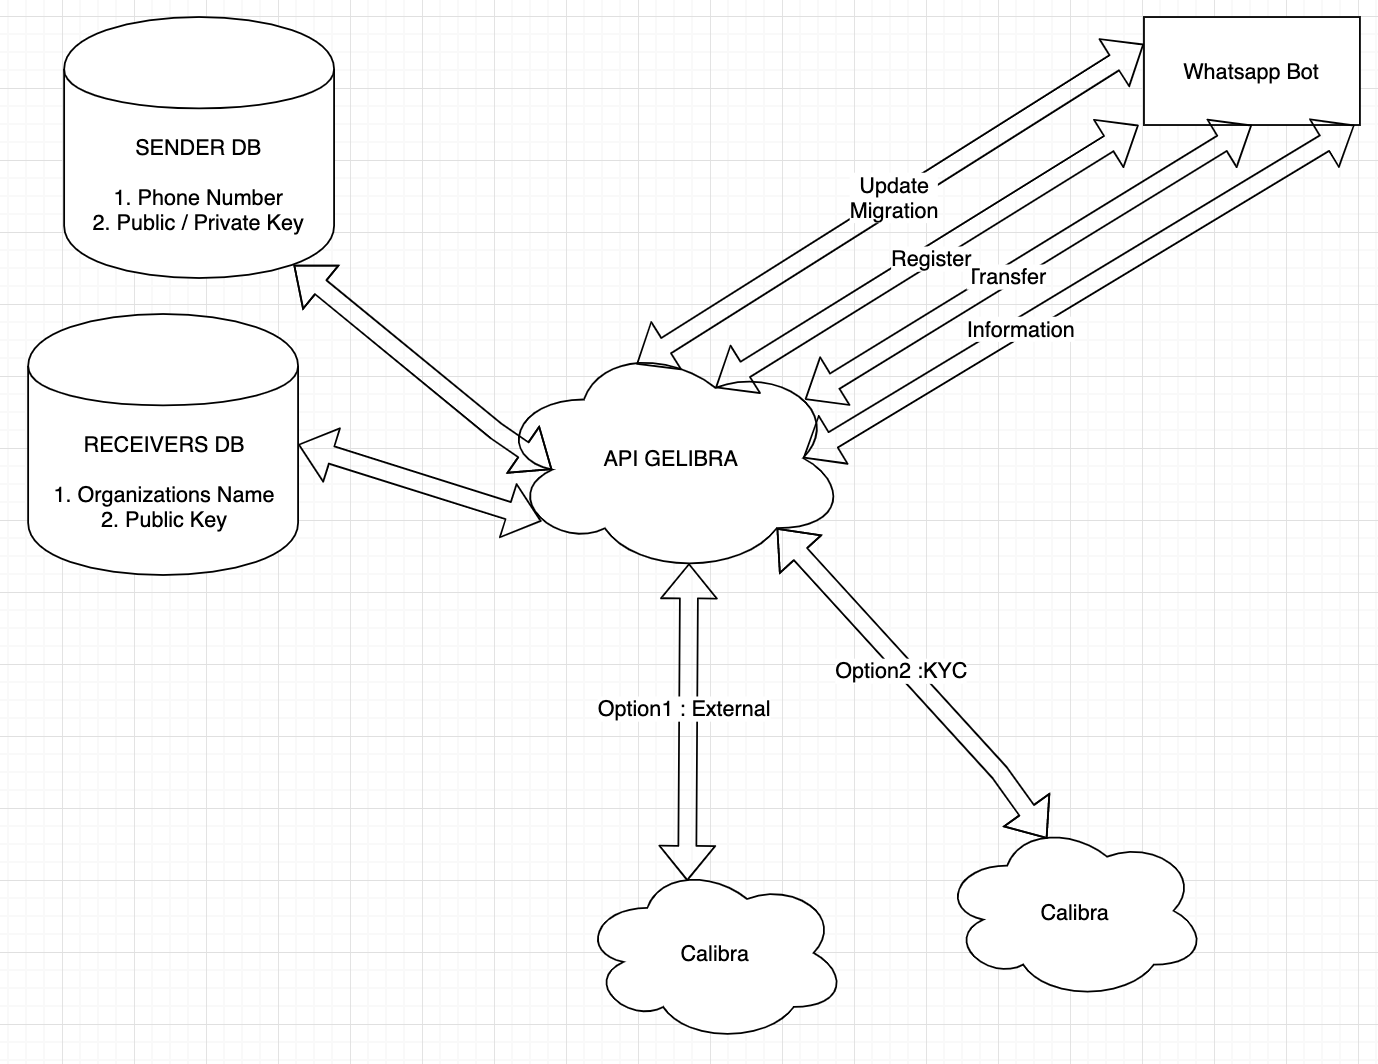 Whatsapp Bot
SENDER DB
1. Phone Number
2. Public / Private Key
Update
Migration
Register
Transfer
Information
RECEIVERS DB
1. Organizations Name
2. Public Key
API GELIBRA
Option2 :KYC
Option1 : External
Calibra
Calibra